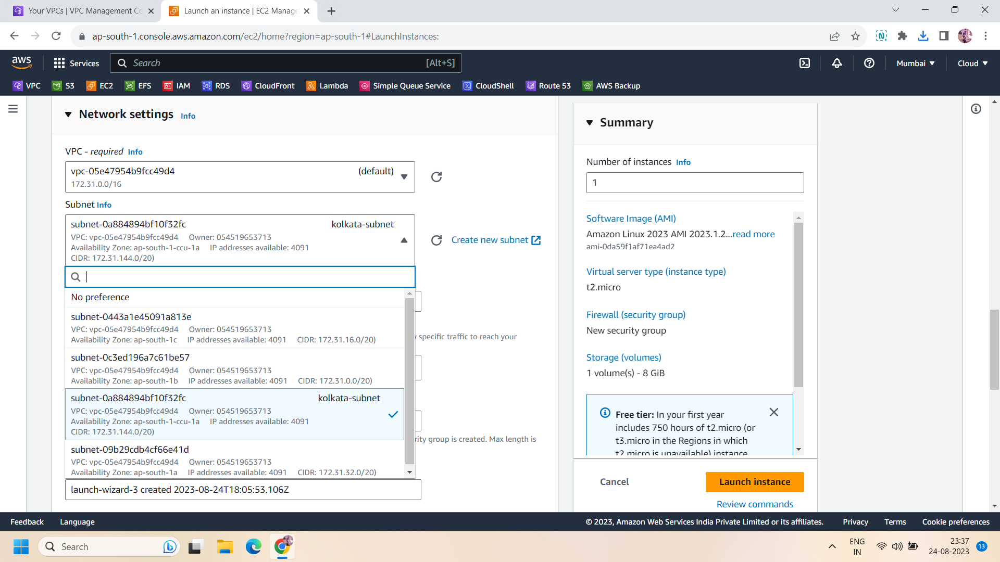 Your VPCs | VPC Management Co
Launch an instance | EC2 Manage
ap-south-1.console.aws.amazon.com/ec2/home?region=ap-south-1#LaunchInstances:
aws
Services
Search
[Alt+S]
Mumbai
Cloud
VPC
S3
EC2
EFS
IAM
RDS
CloudFront
Lambda
Simple Queue Service
CloudShell
Route 53
AWS Backup
Network settings Info
VPC - required Info
vpc-05e47954b9fcc49d4 (default)
172.31.0.0/16
Subnet Info
subnet-0a884894bf10f32fc kolkata-subnet
VPC: vpc-05e47954b9fcc49d4 Owner: 054519653713
Availability Zone: ap-south-1-ccu-1a IP addresses available: 4091
CIDR: 172.31.144.0/20)
Create new subnet
No preference
subnet-0443a1e45091a813e
VPC: vpc-05e47954b9fcc49d4 Owner: 054519653713
Availability Zone: ap-south-1c IP addresses available: 4091 CIDR: 172.31.16.0/20)
specific traffic to reach your
subnet-0c3ed196a7c61be57
VPC: vpc-05e47954b9fcc49d4 Owner: 054519653713
Availability Zone: ap-south-1b IP addresses available: 4091 CIDR: 172.31.0.0/20)
subnet-0a884894bf10f32fc kolkata-subnet
VPC: vpc-05e47954b9fcc49d4 Owner: 054519653713
Availability Zone: ap-south-1-ccu-1a IP addresses available: 4091
CIDR: 172.31.144.0/20)
rity group is created. Max length is
subnet-09b29cdb4cf66e41d
VPC: vpc-05e47954b9fcc49d4 Owner: 054519653713
Availability Zone: ap-south-1a IP addresses available: 4091 CIDR: 172.31.32.0/20)
launch-wizard-3 created 2023-08-24T18:05:53.106Z
Summary
Number of instances Info
1
Software Image (AMI)
Amazon Linux 2023 AMI 2023.1.2...read more
ami-0da59f1af71ea4ad2
Virtual server type (instance type)
t2.micro
Firewall (security group)
New security group
Storage (volumes)
1 volume(s) - 8 GiB
Free tier: In your first year
includes 750 hours of t2.micro (or
t3.micro in the Regions in which
t2.micro is unavailable) instance
Cancel
Launch instance
Review commands
Feedback
Language
© 2023, Amazon Web Services India Private Limited or its affiliates.
Privacy
Terms
Cookie preferences
Search
ENG
IN
23:37
24-08-2023
13